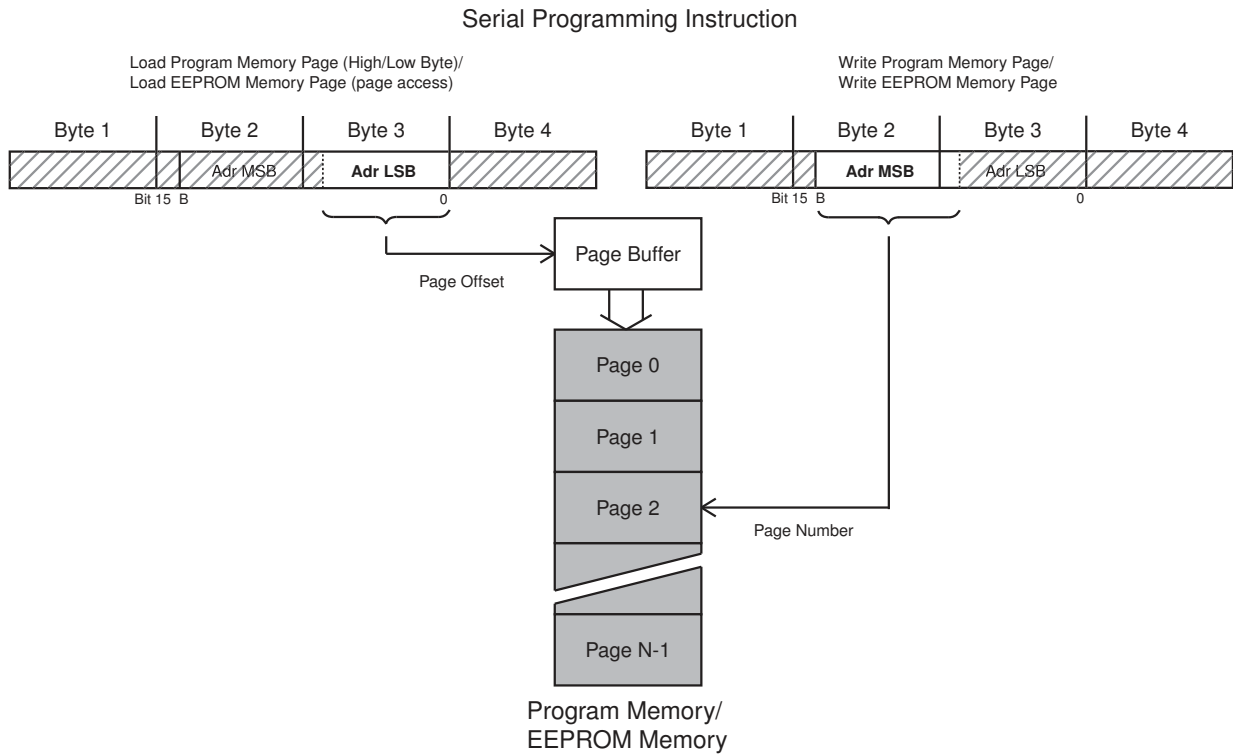 Serial Programming Instruction
Load Program Memory Page (High/Low Byte)/
Load EEPROM Memory Page (page access)
Write Program Memory Page/
Write EEPROM Memory Page
Byte 1 Byte 2 Byte 3 Byte 4
Byte 1 Byte 2 Byte 3 Byte 4
Adr MSB Adr LSB
Adr MSB Adr LSB
Bit 15 B 0
Bit 15 B 0
Page Buffer
Page Offset
Page 0
Page 1
Page 2
Page Number
Page N-1
Program Memory/
EEPROM Memory